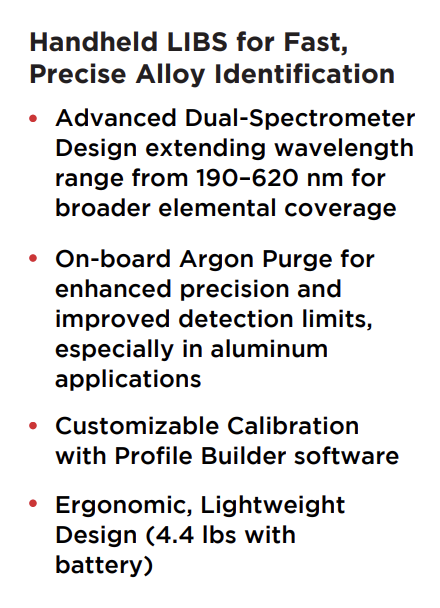 Handheld LIBS for Fast,
Precise Alloy Identification
• Advanced Dual-Spectrometer
Design extending wavelength
range from 190–620 nm for
broader elemental coverage
• On-board Argon Purge for
enhanced precision and
improved detection limits,
especially in aluminum
applications
• Customizable Calibration
with Profile Builder software
• Ergonomic, Lightweight
Design (4.4 lbs with
battery)